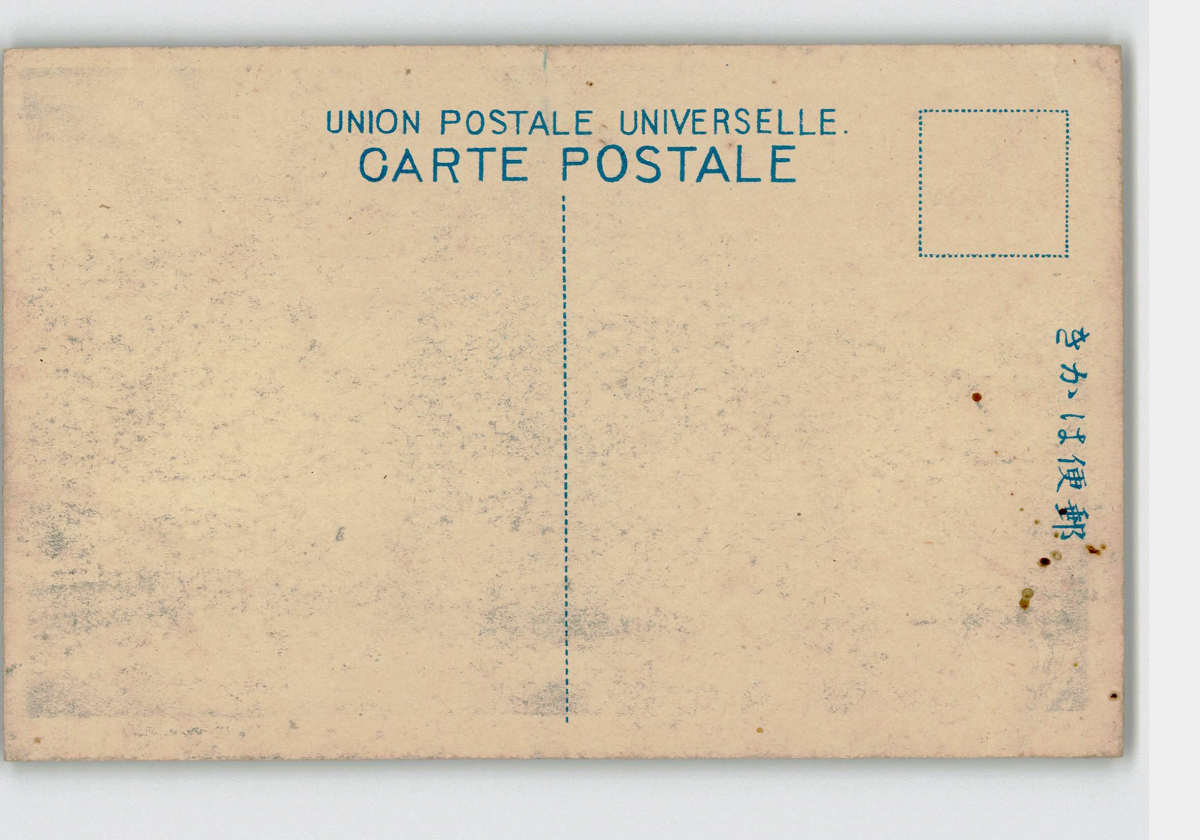 UNION POSTALE UNIVERSELLE.
CARTE POSTALE
きかは便郵